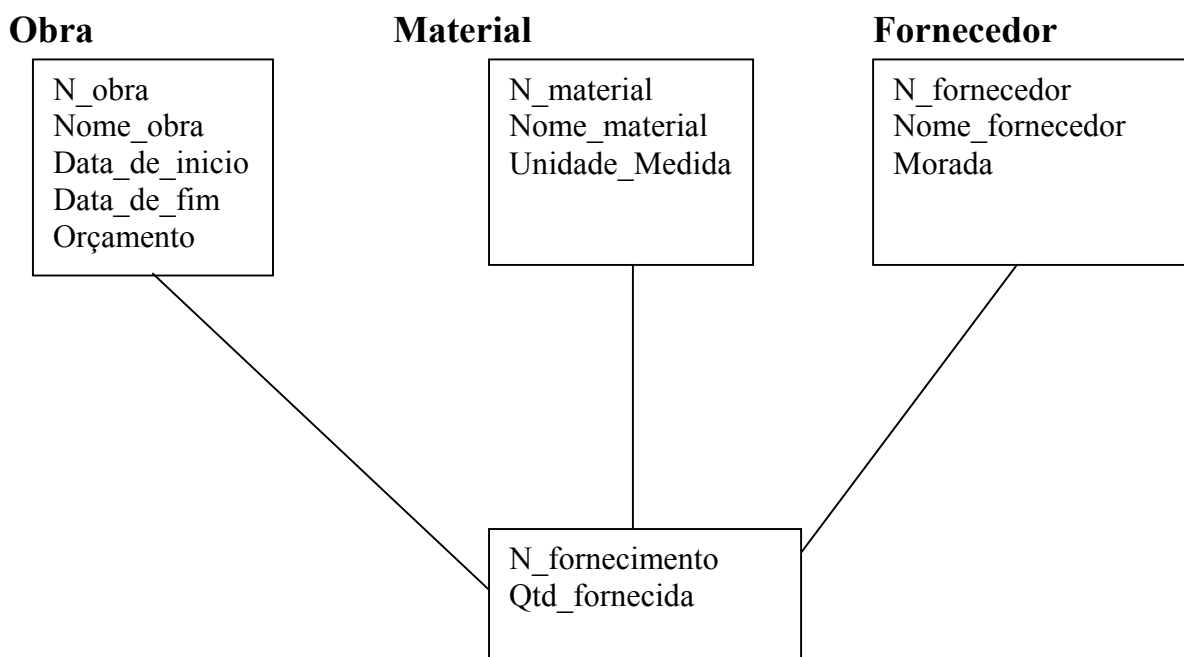 Obra
Material
Fornecedor
N_obra
Nome_obra
Data_de_inicio
Data_de_fim
Orçamento
N_material
Nome_material
Unidade_Medida
N_fornecedor
Nome_fornecedor
Morada
N_fornecimento
Qtd_fornecida